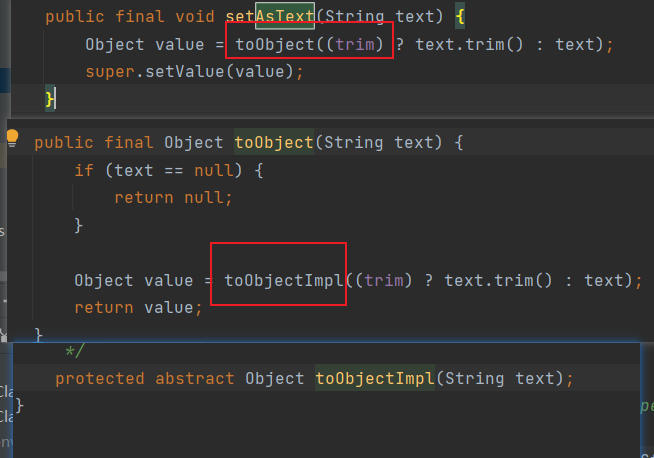 public final void setAsText(String text) {
Object value = toObject((trim) ? text.trim() : text);
super.setValue(value);
}
public final Object toObject(String text) {
if (text == null) {
return null;
}
Object value = toObjectImpl((trim) ? text.trim() : text);
return value;
}
*/
protected abstract Object toObjectImpl(String text);
}